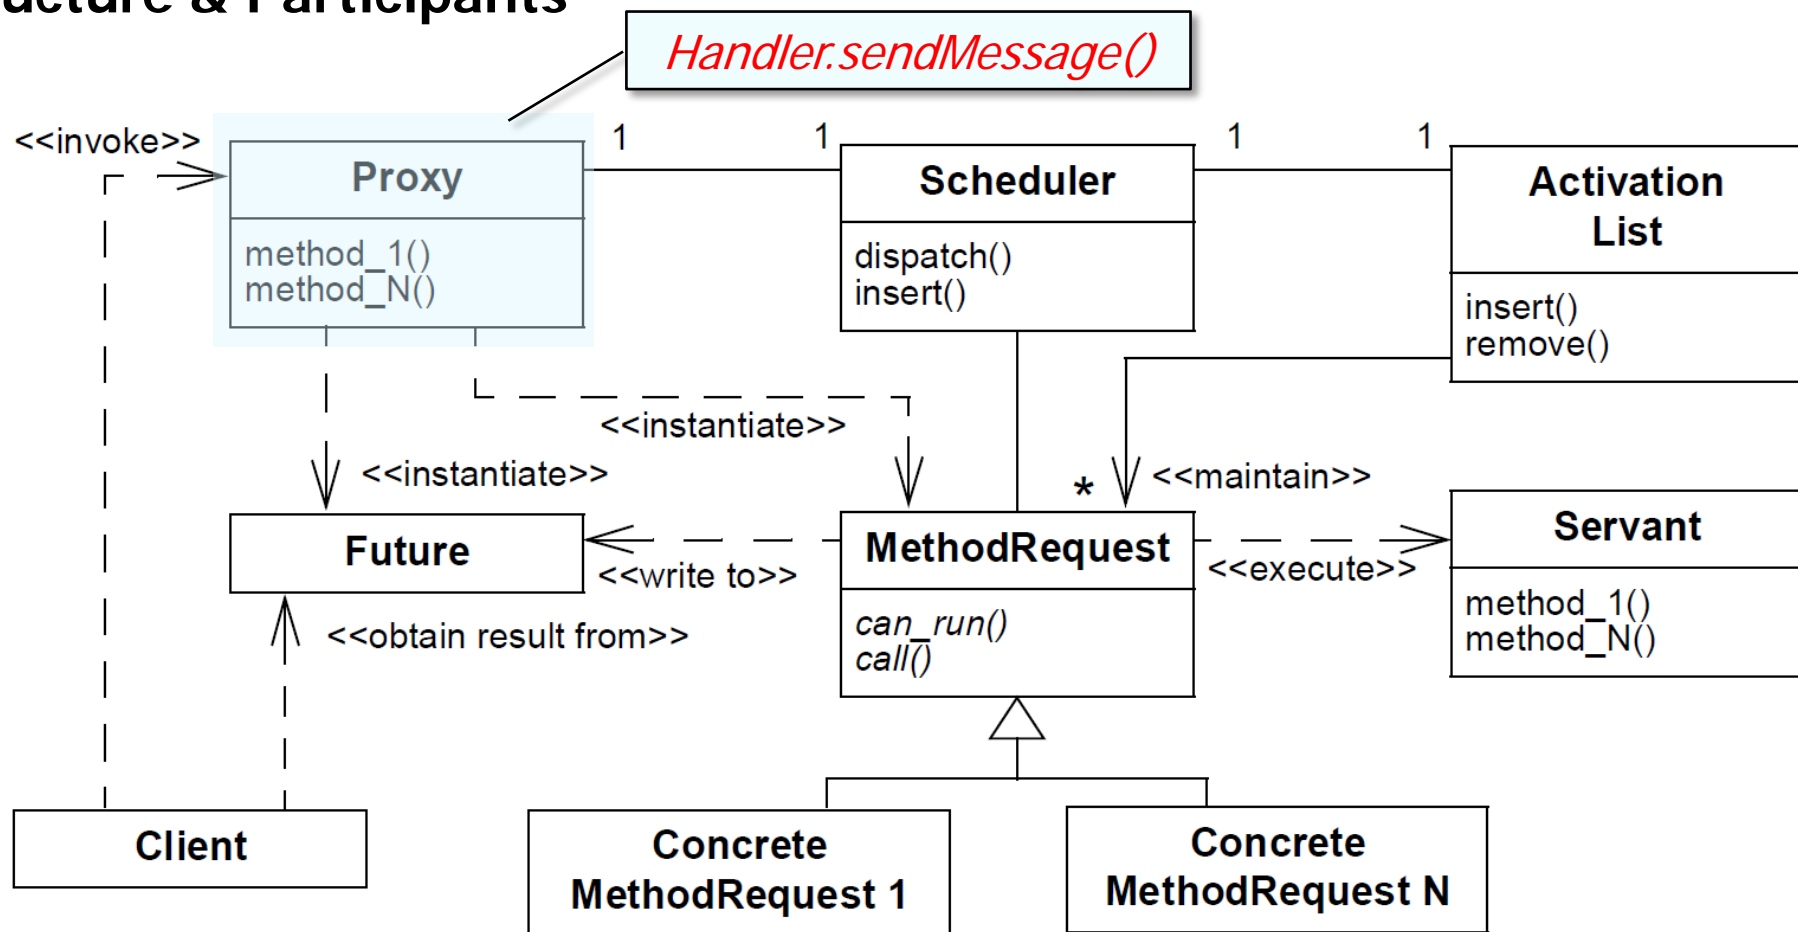 ucture & Participants
Handler.sendMessage()
<<invoke>>
1
1
1
1
Proxy
method_1()
method_N()
Scheduler
dispatch()
insert()
Activation
List
insert()
remove()
<<instantiate>>
<<instantiate>>
*
<<maintain>>
Future
<<write to>>
MethodRequest
can_run()
call()
<<execute>>
Servant
method_1()
method_N()
<<obtain result from>>
Client
Concrete
MethodRequest 1
Concrete
MethodRequest N